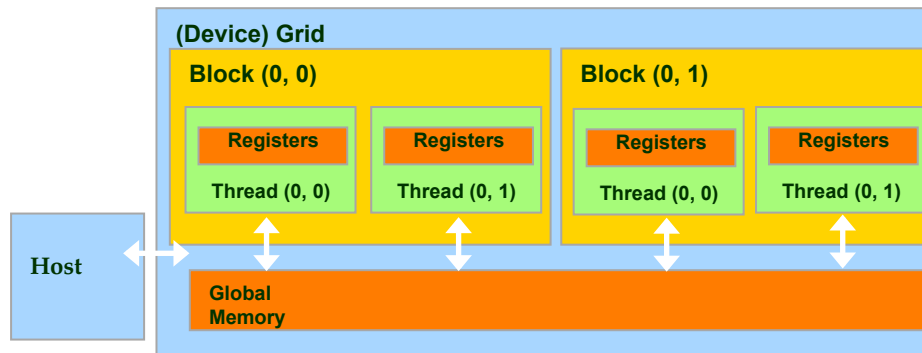 (Device) Grid
Block (0, 0)
Block (0, 1)
Registers
Registers
Registers
Registers
Thread (0, 0)
Thread (0, 1)
Thread (0, 0)
Thread (0, 1)
Host
Global
Memory